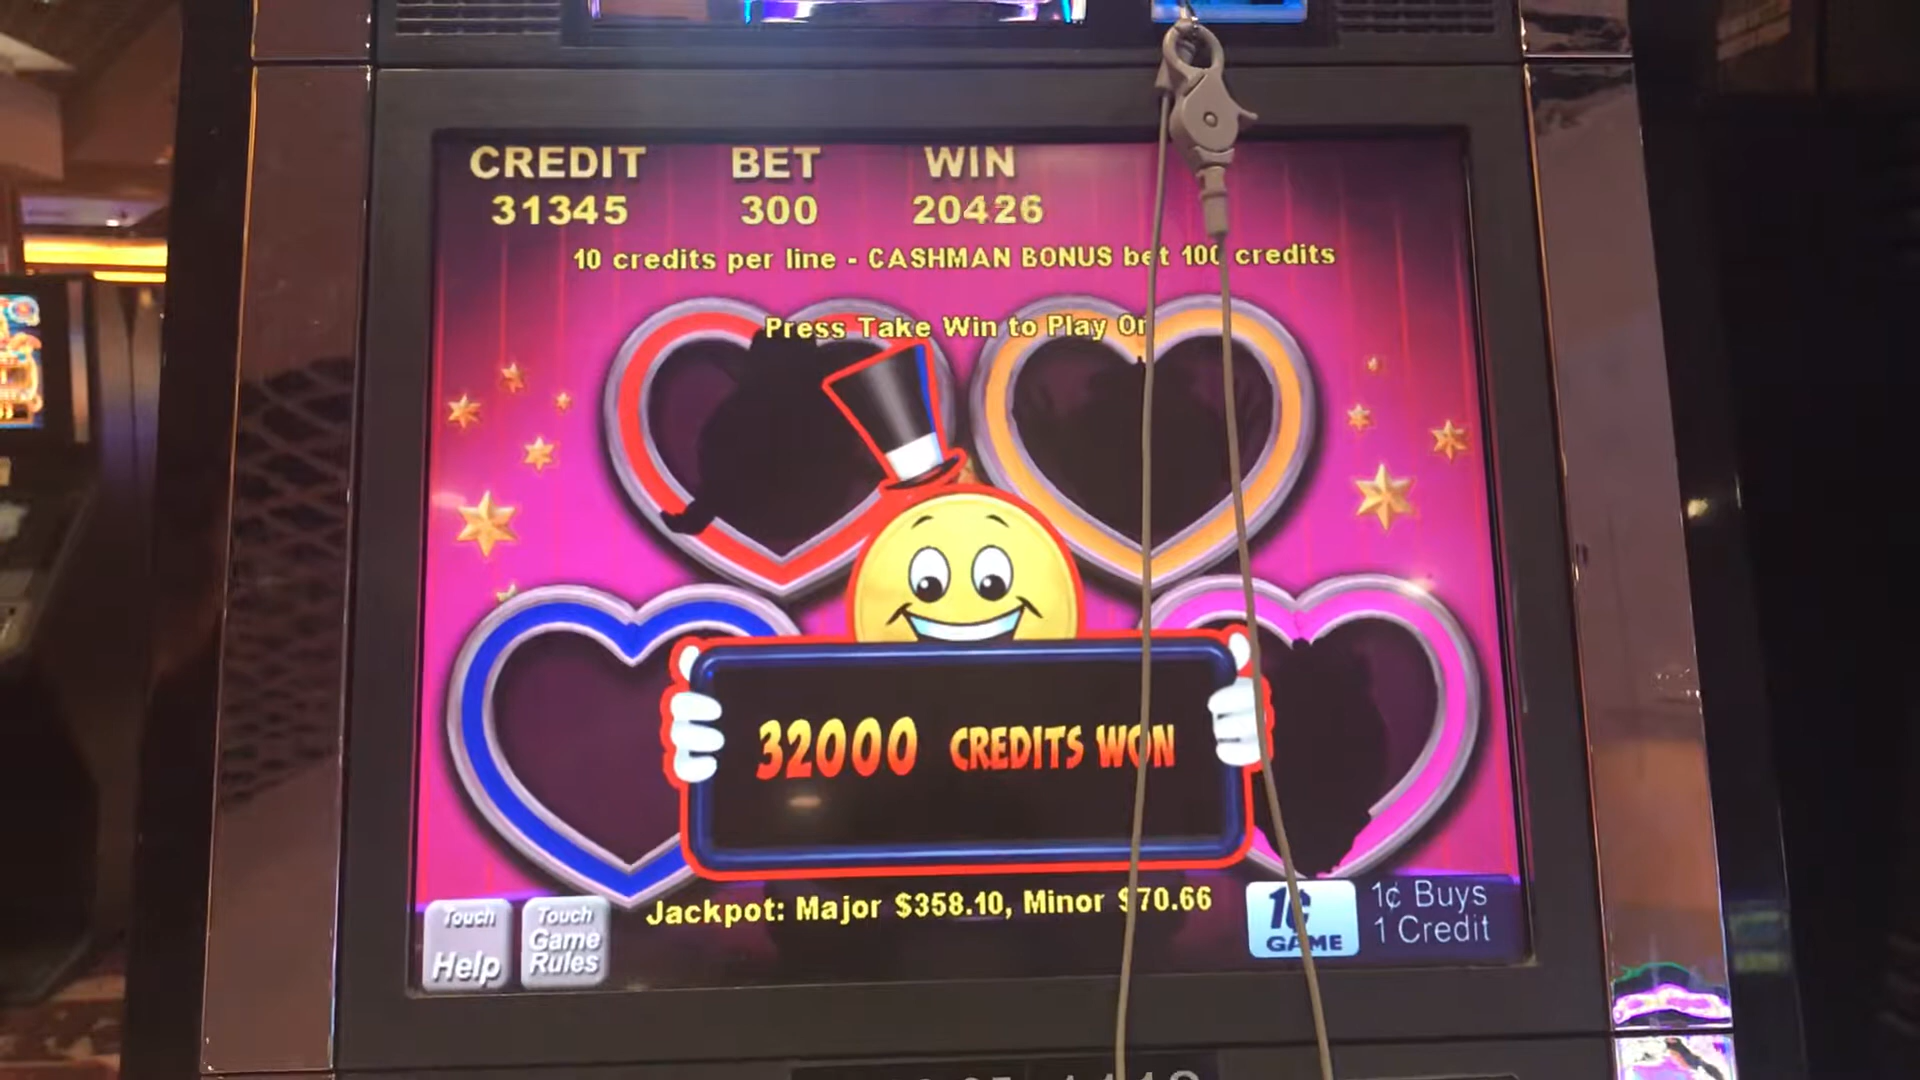 CREDIT BET WIN
31345 300 20426
10 credits per line - CASHMAN BONUS bet 100 credits
Press Take Win to Play On
32000 CREDITS WON
Jackpot: Major $358.10, Minor $70.66
Touch
Help
Touch
Game
Rules
1¢
GAME
1¢ Buys
1 Credit